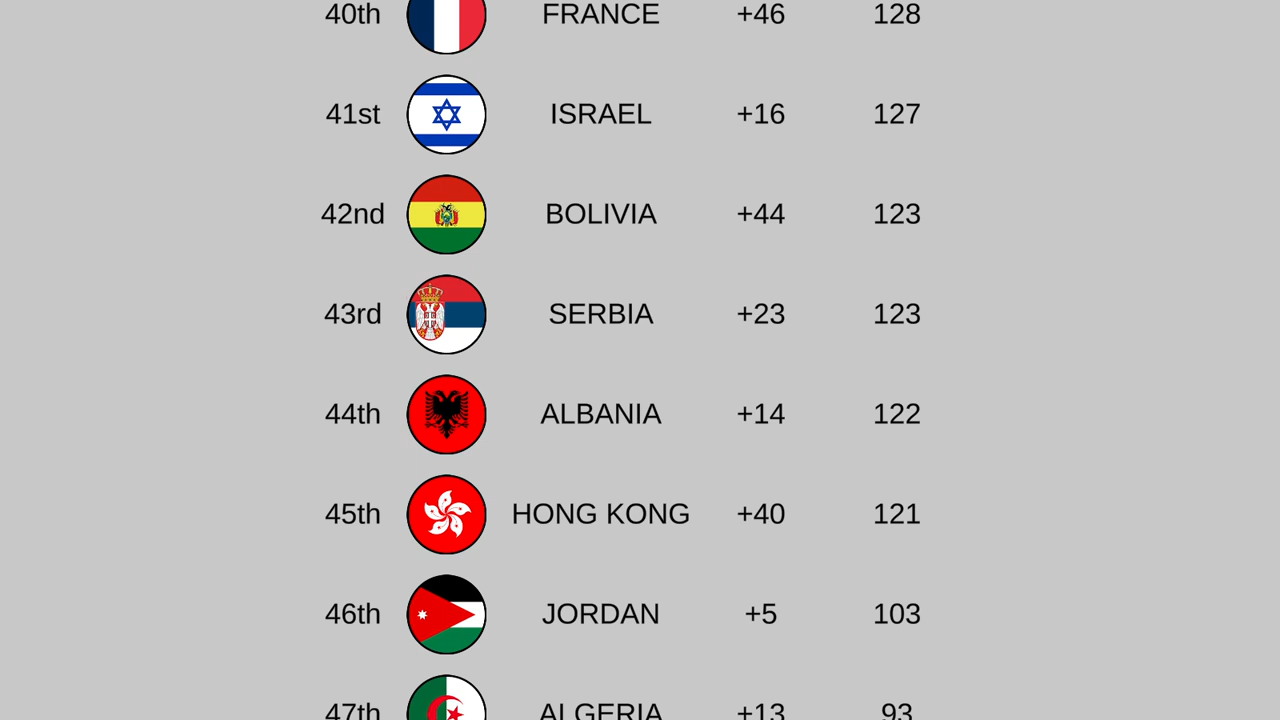 40th FRANCE +46 128
41st ISRAEL +16 127
42nd BOLIVIA +44 123
43rd SERBIA +23 123
44th ALBANIA +14 122
45th HONG KONG +40 121
46th JORDAN +5 103
47th ALGERIA +13 93